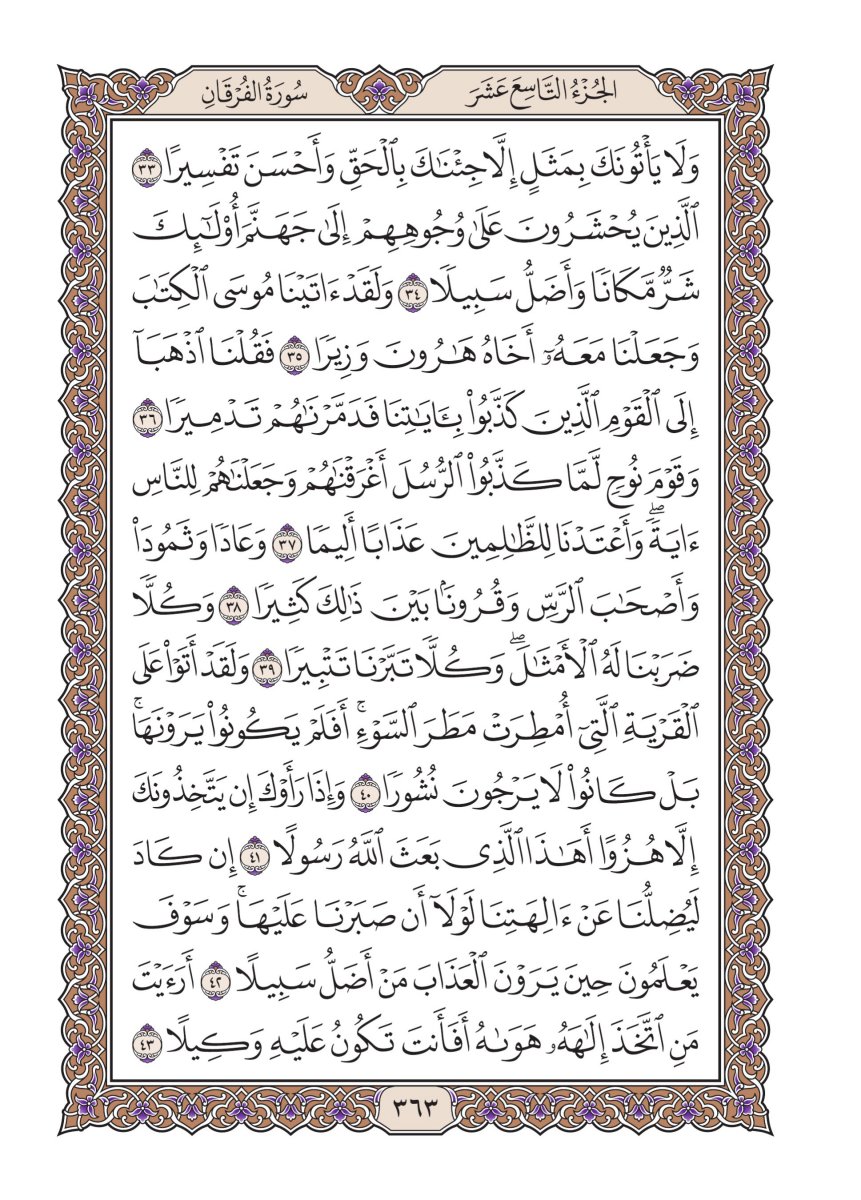 الجُزْءُ التَّاسِعَ عَشَرَ
سُورَةُ الفُرْقَانِ
وَلَا يَأْتُونَكَ بِمَثَلٍ إِلَّا جِئْنَٰكَ بِٱلْحَقِّ وَأَحْسَنَ تَفْسِيرًا ٣٣
ٱلَّذِينَ يُحْشَرُونَ عَلَىٰ وُجُوهِهِمْ إِلَىٰ جَهَنَّمَ أُو۟لَٰٓئِكَ
شَرٌّ مَّكَانًا وَأَضَلُّ سَبِيلًا ٣٤ وَلَقَدْ ءَاتَيْنَا مُوسَى ٱلْكِتَٰبَ
وَجَعَلْنَا مَعَهُۥٓ أَخَاهُ هَٰرُونَ وَزِيرًا ٣٥ فَقُلْنَا ٱذْهَبَآ
إِلَى ٱلْقَوْمِ ٱلَّذِينَ كَذَّبُوا۟ بِـَٔايَٰتِنَا فَدَمَّرْنَٰهُمْ تَدْمِيرًا ٣٦
وَقَوْمَ نُوحٍ لَّمَّا كَذَّبُوا۟ ٱلرُّسُلَ أَغْرَقْنَٰهُمْ وَجَعَلْنَٰهُمْ لِلنَّاسِ
ءَايَةً ۖ وَأَعْتَدْنَا لِلظَّٰلِمِينَ عَذَابًا أَلِيمًا ٣٧ وَعَادًا وَثَمُودَا۟
وَأَصْحَٰبَ ٱلرَّسِّ وَقُرُونًۢا بَيْنَ ذَٰلِكَ كَثِيرًا ٣٨ وَكُلًّا
ضَرَبْنَا لَهُ ٱلْأَمْثَٰلَ ۖ وَكُلًّا تَبَّرْنَا تَتْبِيرًا ٣٩ وَلَقَدْ أَتَوْا۟ عَلَى
ٱلْقَرْيَةِ ٱلَّتِىٓ أُمْطِرَتْ مَطَرَ ٱلسَّوْءِ ۚ أَفَلَمْ يَكُونُوا۟ يَرَوْنَهَا ۚ
بَلْ كَانُوا۟ لَا يَرْجُونَ نُشُورًا ٤٠ وَإِذَا رَأَوْكَ إِن يَتَّخِذُونَكَ
إِلَّا هُزُوًا أَهَٰذَا ٱلَّذِى بَعَثَ ٱللَّهُ رَسُولًا ٤١ إِن كَادَ
لَيُضِلُّنَا عَنْ ءَالِهَتِنَا لَوْلَآ أَن صَبَرْنَا عَلَيْهَا ۚ وَسَوْفَ
يَعْلَمُونَ حِينَ يَرَوْنَ ٱلْعَذَابَ مَنْ أَضَلُّ سَبِيلًا ٤٢ أَرَءَيْتَ
مَنِ ٱتَّخَذَ إِلَٰهَهُۥ هَوَىٰهُ أَفَأَنتَ تَكُونُ عَلَيْهِ وَكِيلًا ٤٣
٣٦٣